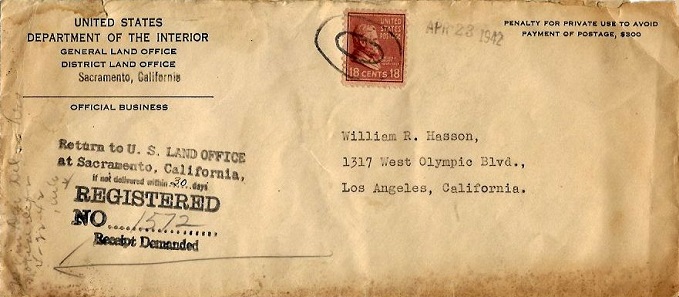 UNITED STATES
DEPARTMENT OF THE INTERIOR
GENERAL LAND OFFICE
DISTRICT LAND OFFICE
Sacramento, California
OFFICIAL BUSINESS
UNITED STATES POSTAGE
18 CENTS 18
APR 23 1942
PENALTY FOR PRIVATE USE TO AVOID
PAYMENT OF POSTAGE, $300
Return to U. S. LAND OFFICE
at Sacramento, California,
if not delivered within 30 days
REGISTERED
NO. 1572
Receipt Demanded
William R. Hasson,
1317 West Olympic Blvd.,
Los Angeles, California.